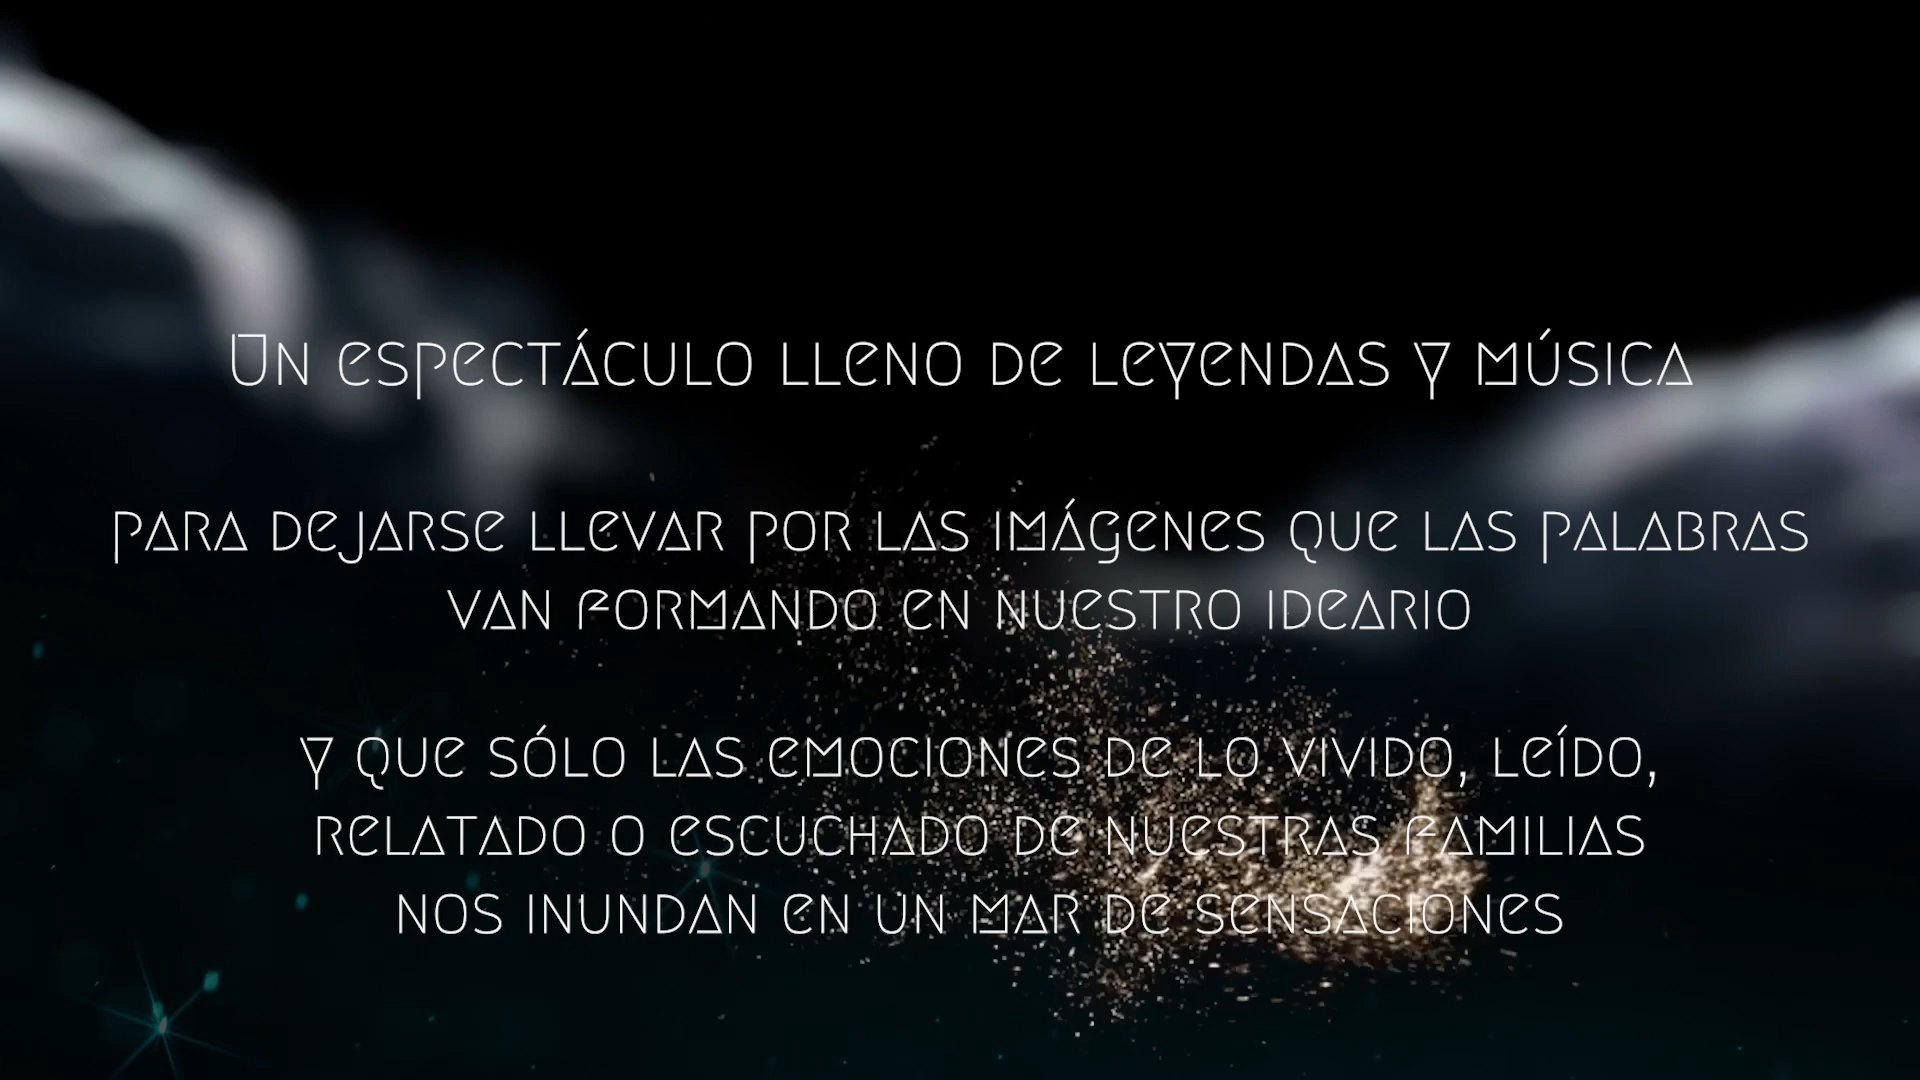 Un espectáculo lleno de leyendas y música
para dejarse llevar por las imágenes que las palabras
van formando en nuestro ideario
y que sólo las emociones de lo vivido, leído,
relatado o escuchado de nuestras familias
nos inundan en un mar de sensaciones